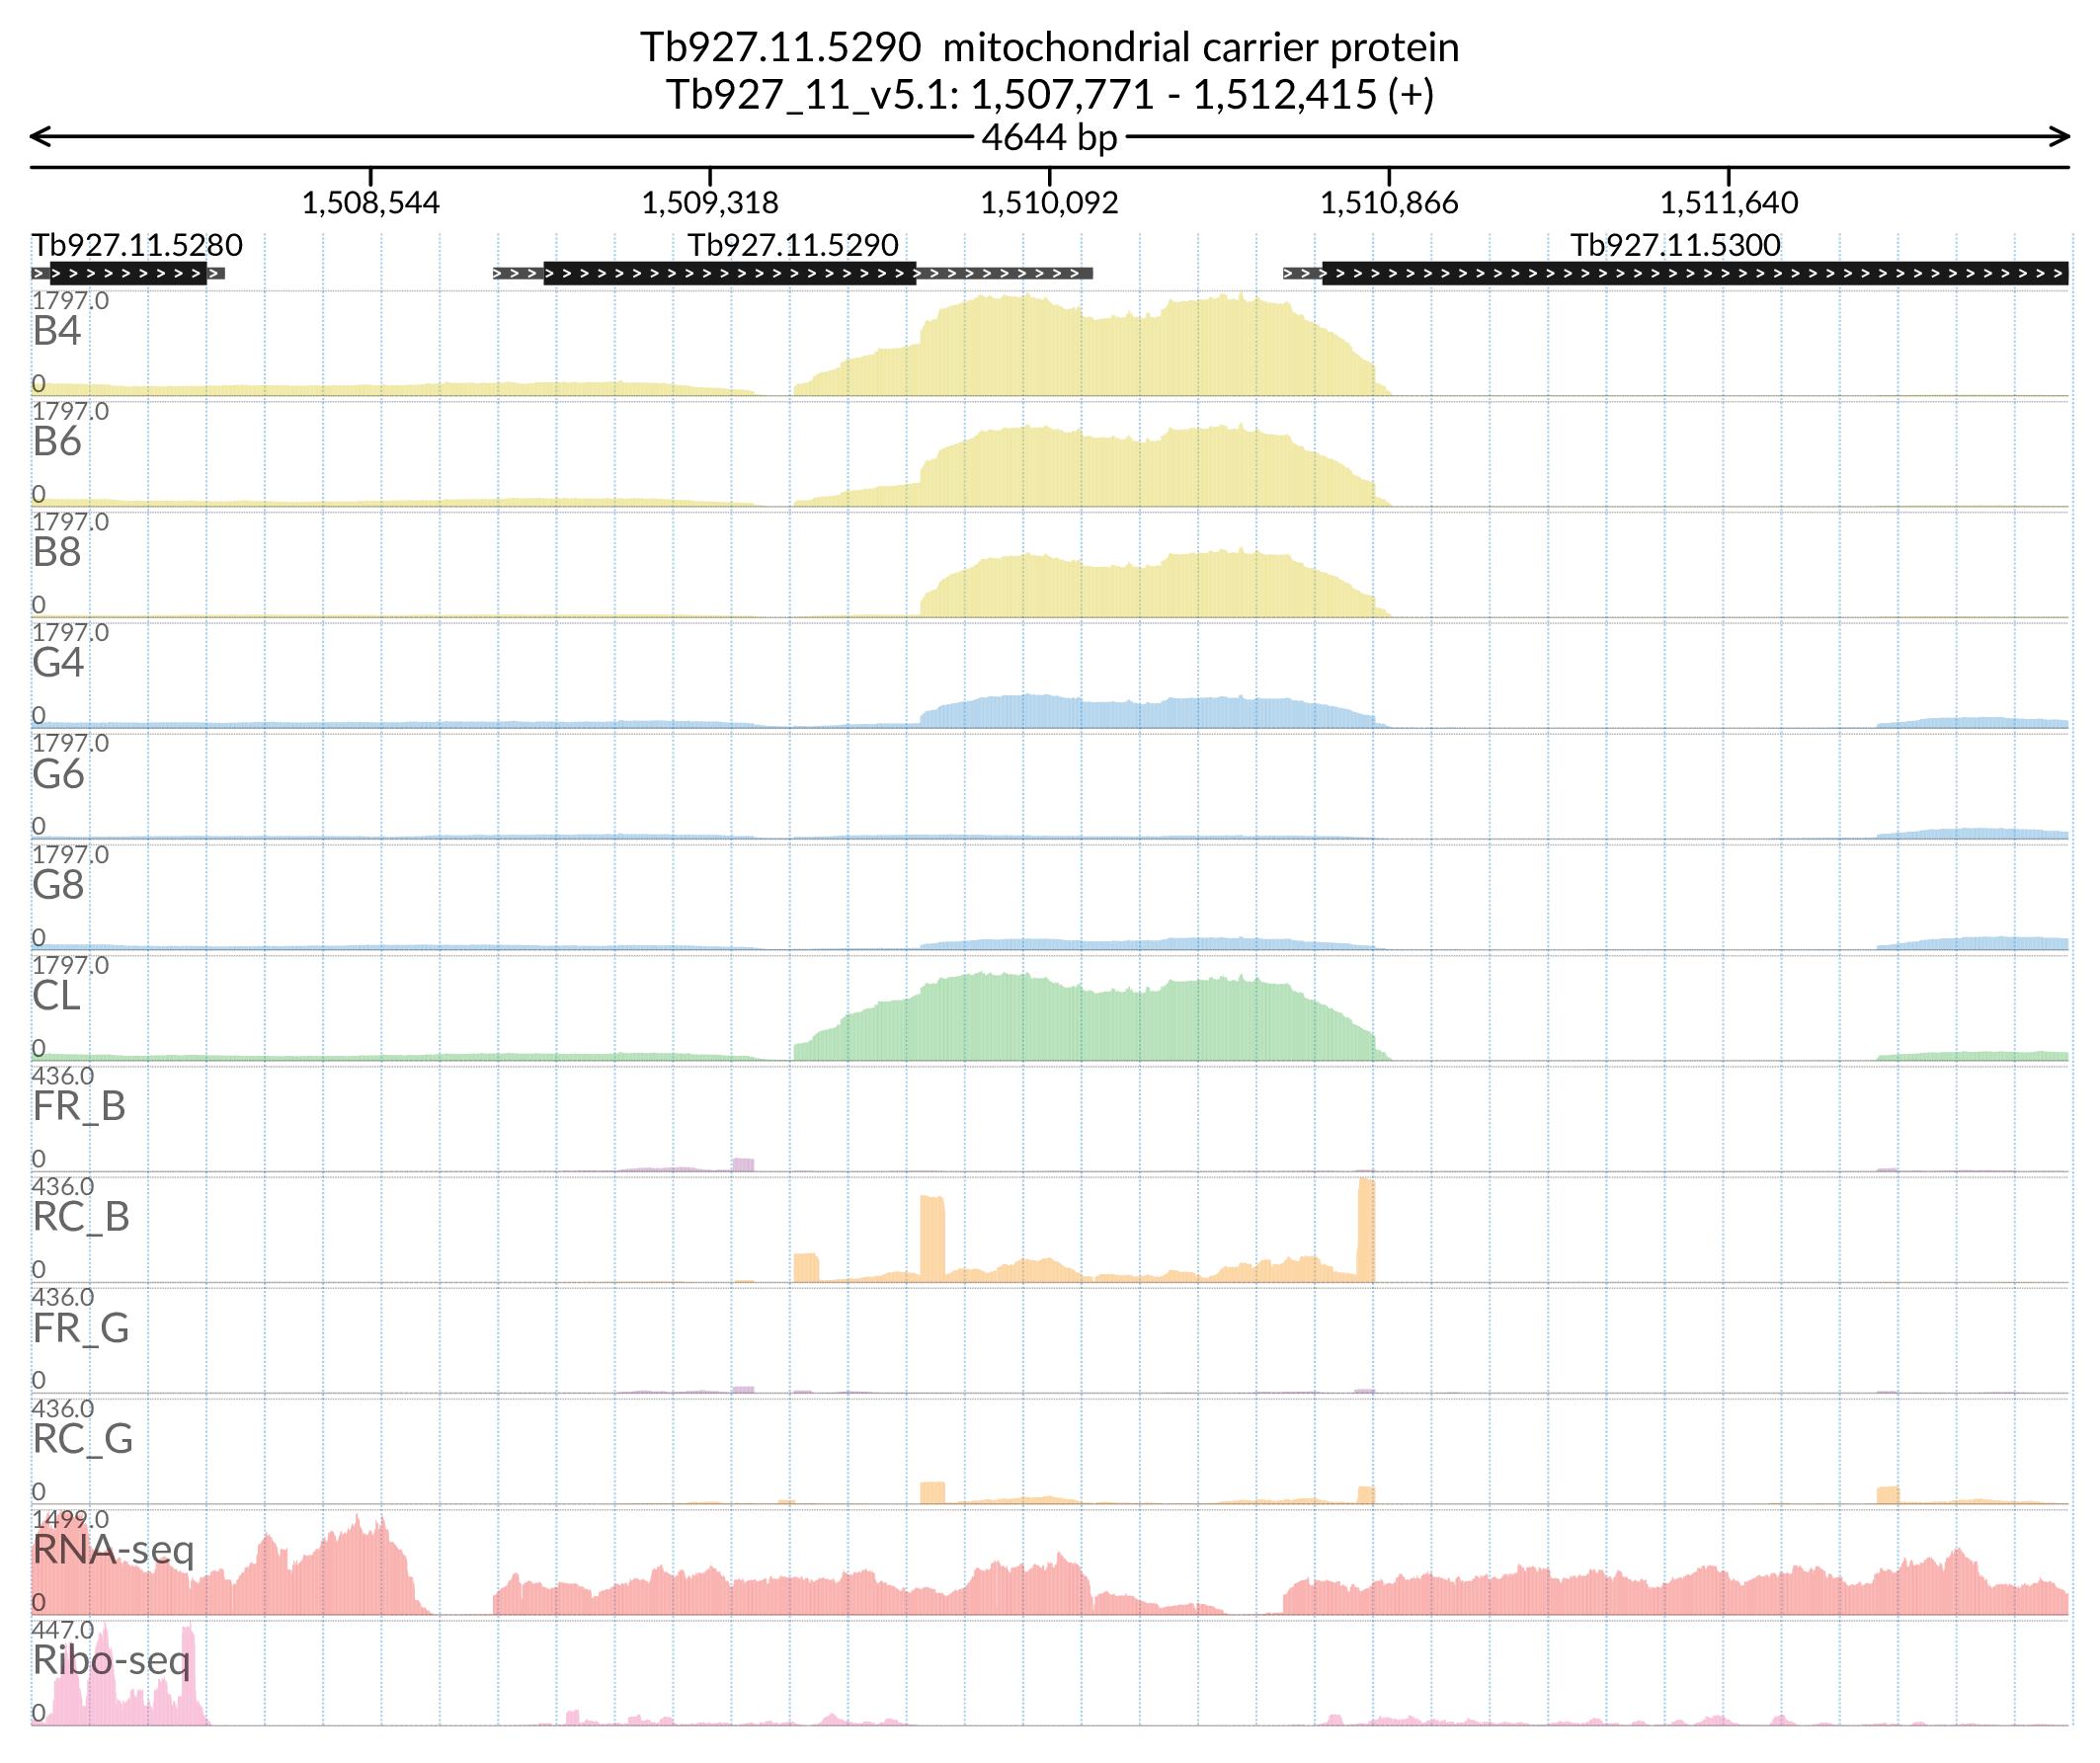 Tb927.11.5290 mitochondrial carrier protein
Tb927_11_v5.1: 1,507,771 - 1,512,415 (+)
4644 bp
1,508,544 1,509,318 1,510,092 1,510,866 1,511,640
Tb927.11.5280 Tb927.11.5290 Tb927.11.5300
1797.0
B4
0
1797.0
B6
0
1797.0
B8
0
1797.0
G4
0
1797.0
G6
0
1797.0
G8
0
1797.0
CL
0
436.0
FR_B
0
436.0
RC_B
0
436.0
FR_G
0
436.0
RC_G
0
1499.0
RNA-seq
0
447.0
Ribo-seq
0